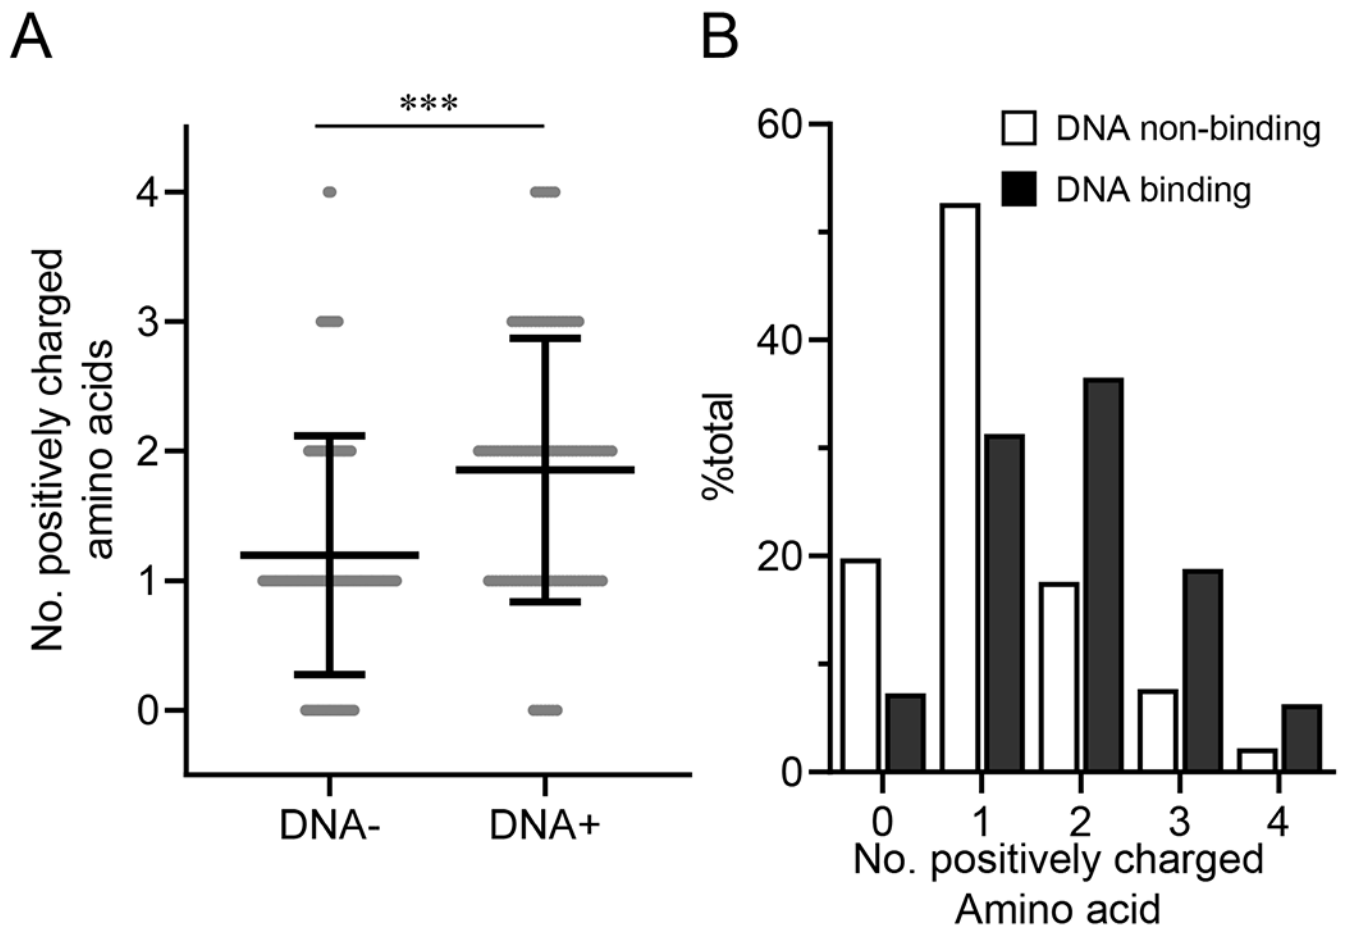 A
***
4
3
2
1
0
No. positively charged
amino acids
DNA-
DNA+
B
60
40
20
0
%total
DNA non-binding
DNA binding
0 1 2 3 4
No. positively charged
Amino acid